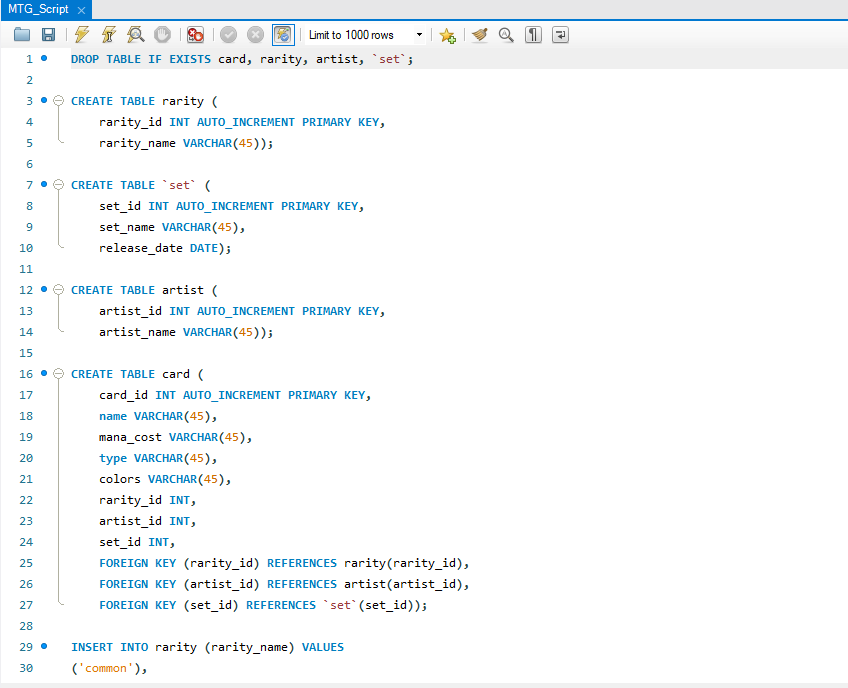 MTG_Script ×
Limit to 1000 rows
1 DROP TABLE IF EXISTS card, rarity, artist, `set`;
2
3 CREATE TABLE rarity (
4 rarity_id INT AUTO_INCREMENT PRIMARY KEY,
5 rarity_name VARCHAR(45));
6
7 CREATE TABLE `set` (
8 set_id INT AUTO_INCREMENT PRIMARY KEY,
9 set_name VARCHAR(45),
10 release_date DATE);
11
12 CREATE TABLE artist (
13 artist_id INT AUTO_INCREMENT PRIMARY KEY,
14 artist_name VARCHAR(45));
15
16 CREATE TABLE card (
17 card_id INT AUTO_INCREMENT PRIMARY KEY,
18 name VARCHAR(45),
19 mana_cost VARCHAR(45),
20 type VARCHAR(45),
21 colors VARCHAR(45),
22 rarity_id INT,
23 artist_id INT,
24 set_id INT,
25 FOREIGN KEY (rarity_id) REFERENCES rarity(rarity_id),
26 FOREIGN KEY (artist_id) REFERENCES artist(artist_id),
27 FOREIGN KEY (set_id) REFERENCES `set`(set_id));
28
29 INSERT INTO rarity (rarity_name) VALUES
30 ('common'),